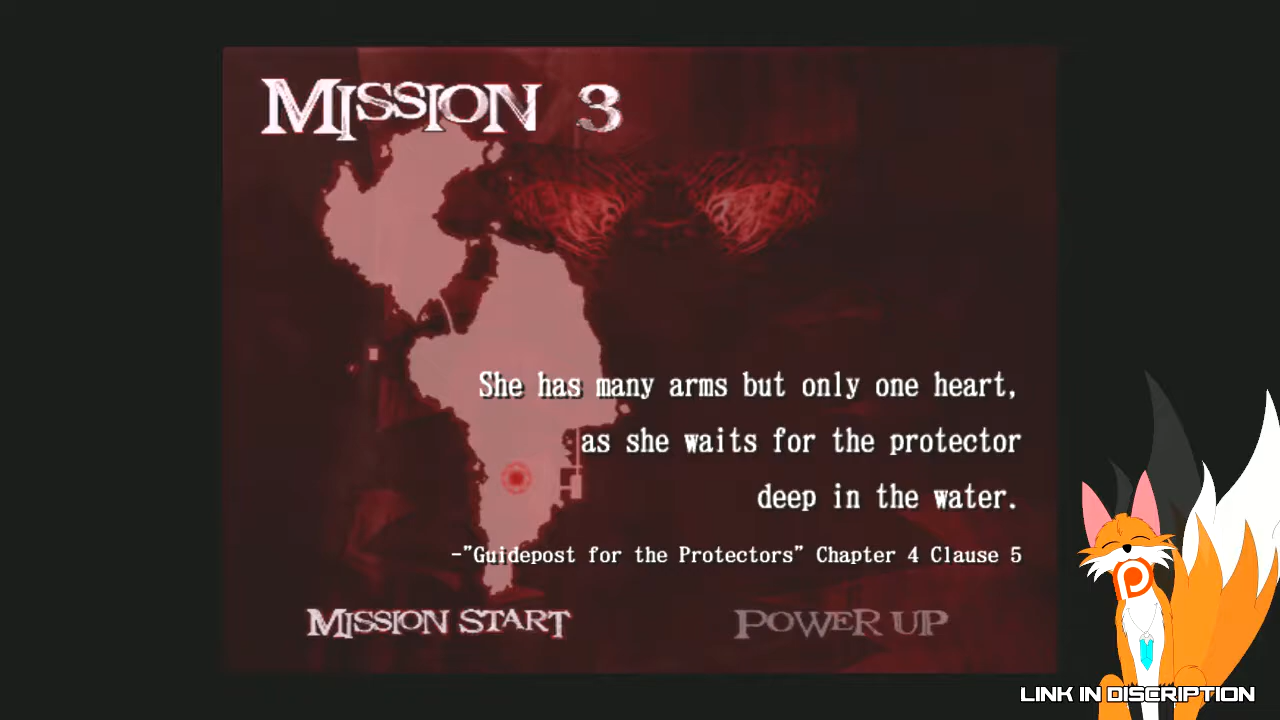 MISSION 3
She has many arms but only one heart,
as she waits for the protector
deep in the water.
-"Guidepost for the Protectors" Chapter 4 Clause 5
MISSION START
POWER UP
LINK IN DISCRIPTION